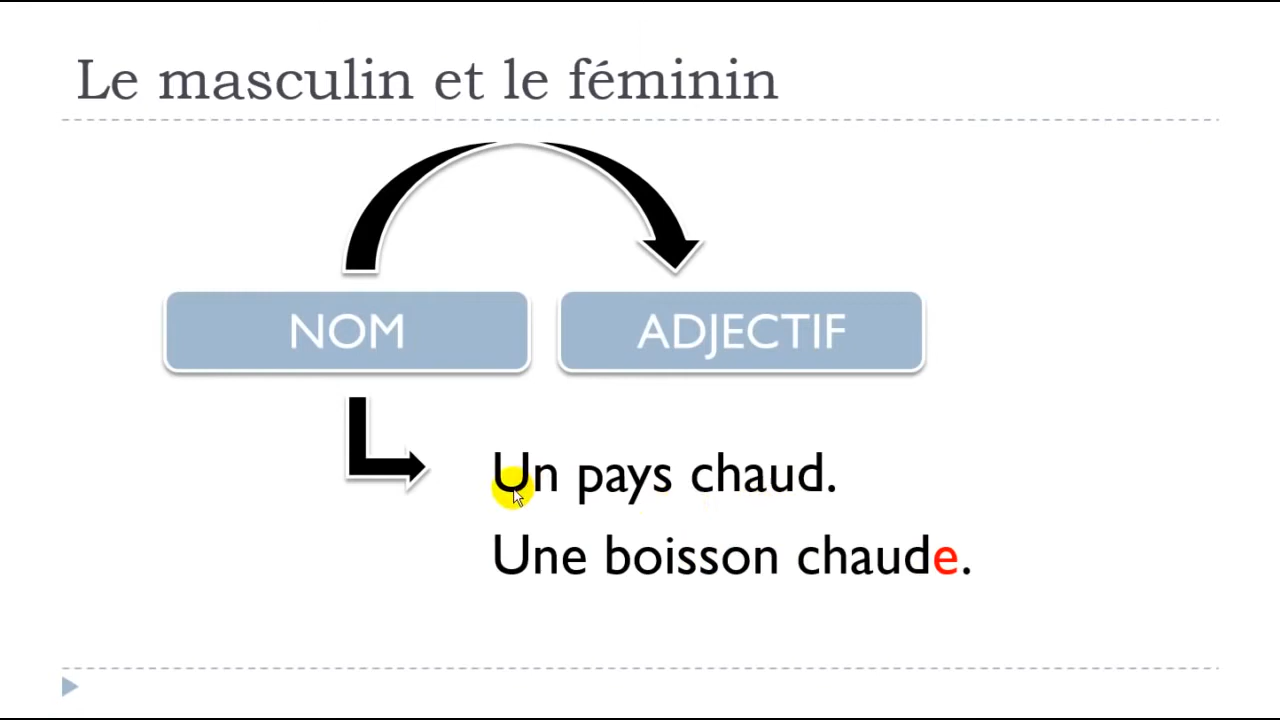 Le masculin et le féminin
NOM
ADJECTIF
Un pays chaud.
Une boisson chaude.